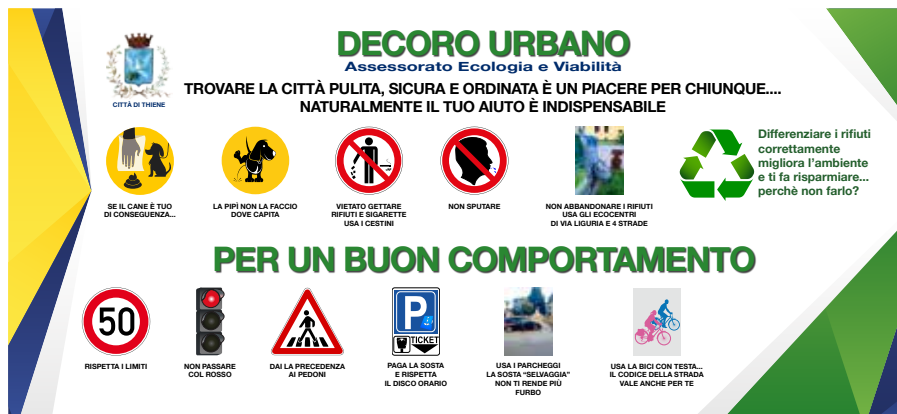 DECORO URBANO
Assessorato Ecologia e Viabilità
CITTÀ DI THIENE
TROVARE LA CITTÀ PULITA, SICURA E ORDINATA È UN PIACERE PER CHIUNQUE....
NATURALMENTE IL TUO AIUTO È INDISPENSABILE
SE IL CANE È TUO
DI CONSEGUENZA...
LA PIPÌ NON LA FACCIO
DOVE CAPITA
VIETATO GETTARE
RIFIUTI E SIGARETTE
USA I CESTINI
NON SPUTARE
NON ABBANDONARE I RIFIUTI
USA GLI ECOCENTRI
DI VIA LIGURIA E 4 STRADE
Differenziare i rifiuti
correttamente
migliora l'ambiente
e ti fa risparmiare...
perchè non farlo?
PER UN BUON COMPORTAMENTO
50
RISPETTA I LIMITI
NON PASSARE
COL ROSSO
DAI LA PRECEDENZA
AI PEDONI
P
TICKET
PAGA LA SOSTA
E RISPETTA
IL DISCO ORARIO
USA I PARCHEGGI
LA SOSTA “SELVAGGIA”
NON TI RENDE PIÙ
FURBO
USA LA BICI CON TESTA...
IL CODICE DELLA STRADA
VALE ANCHE PER TE